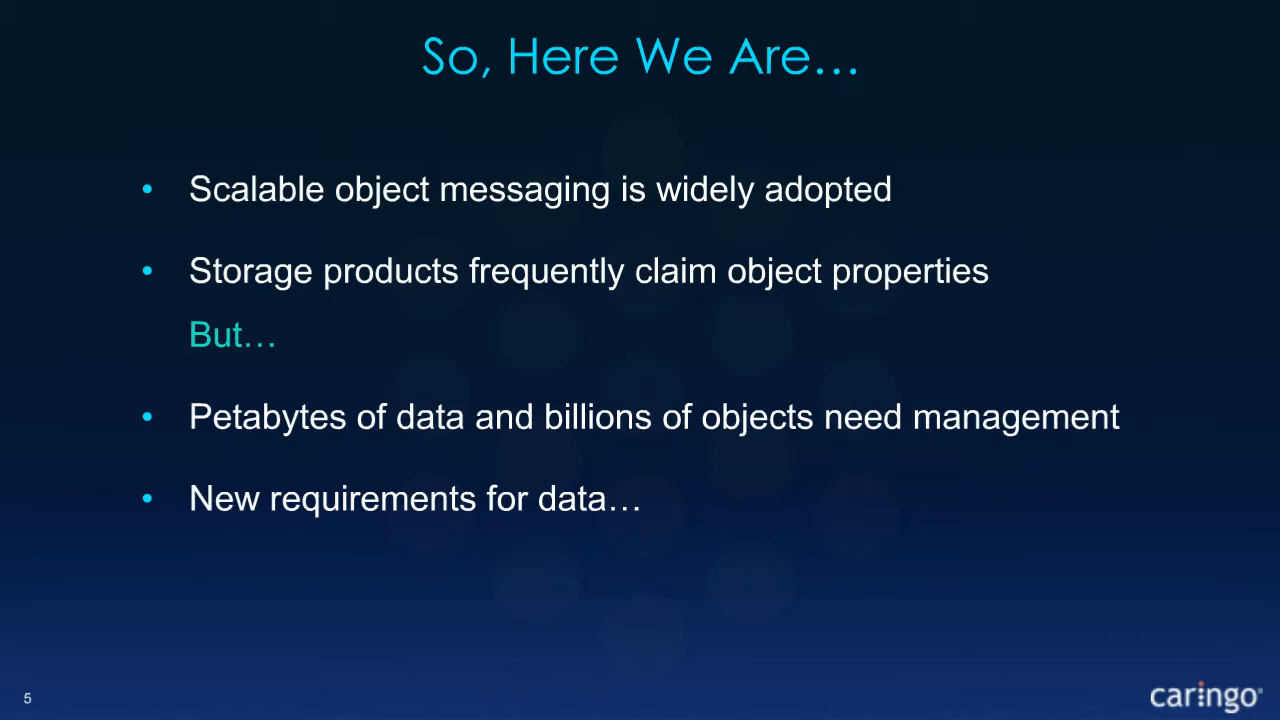 So, Here We Are…
• Scalable object messaging is widely adopted
• Storage products frequently claim object properties
But…
• Petabytes of data and billions of objects need management
• New requirements for data…
5
caringo